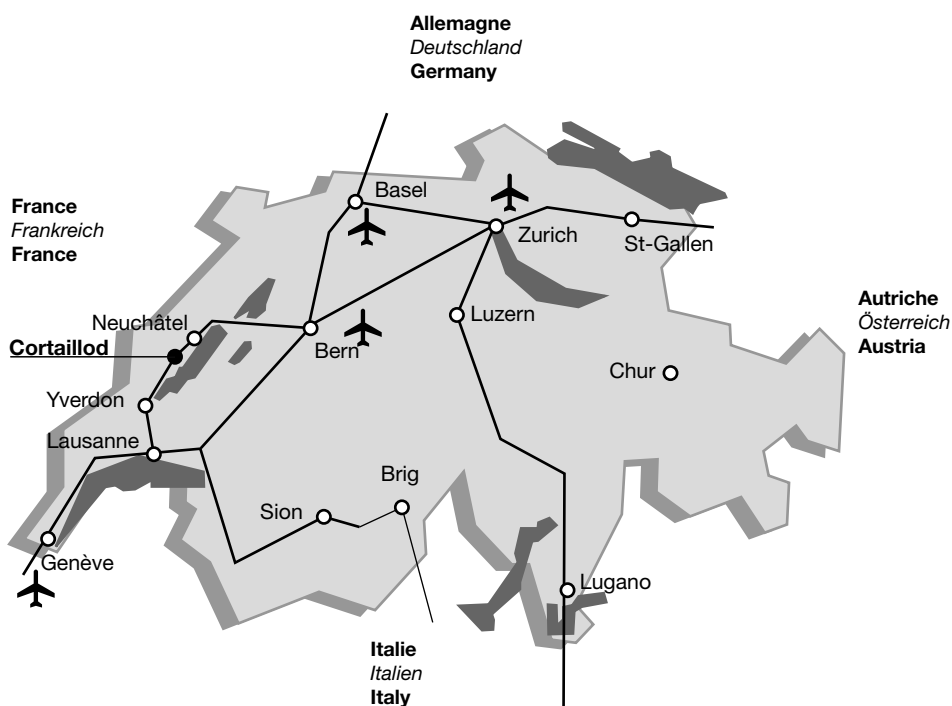 Allemagne
Deutschland
Germany
France
Frankreich
France
Basel
Zurich
St-Gallen
Autriche
Österreich
Austria
Neuchâtel
Luzern
Bern
Cortaillod
Chur
Yverdon
Lausanne
Brig
Sion
Genève
Lugano
Italie
Italien
Italy